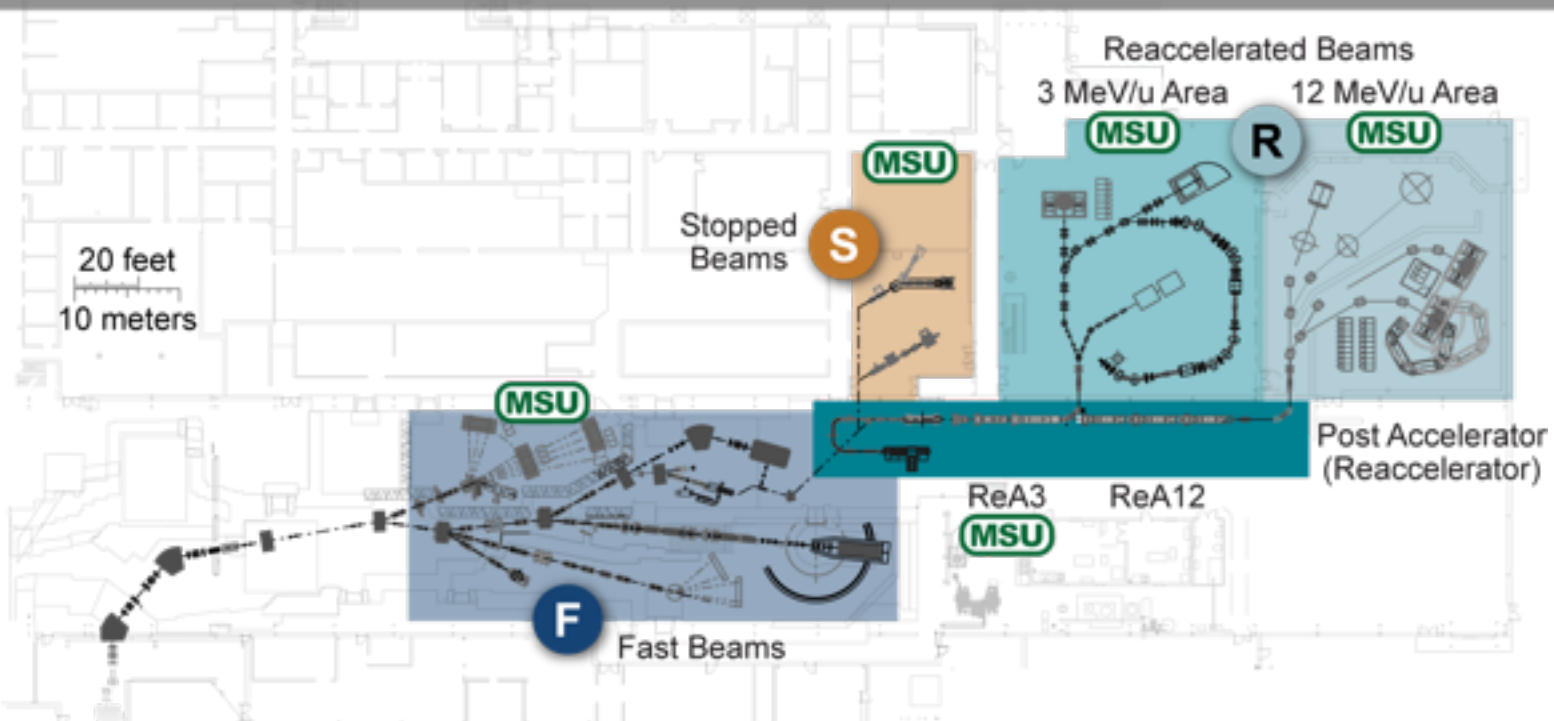 Reaccelerated Beams
3 MeV/u Area
12 MeV/u Area
MSU
R
MSU
MSU
Stopped
Beams
S
20 feet
10 meters
MSU
Post Accelerator
(Reaccelerator)
ReA3
ReA12
MSU
F
Fast Beams